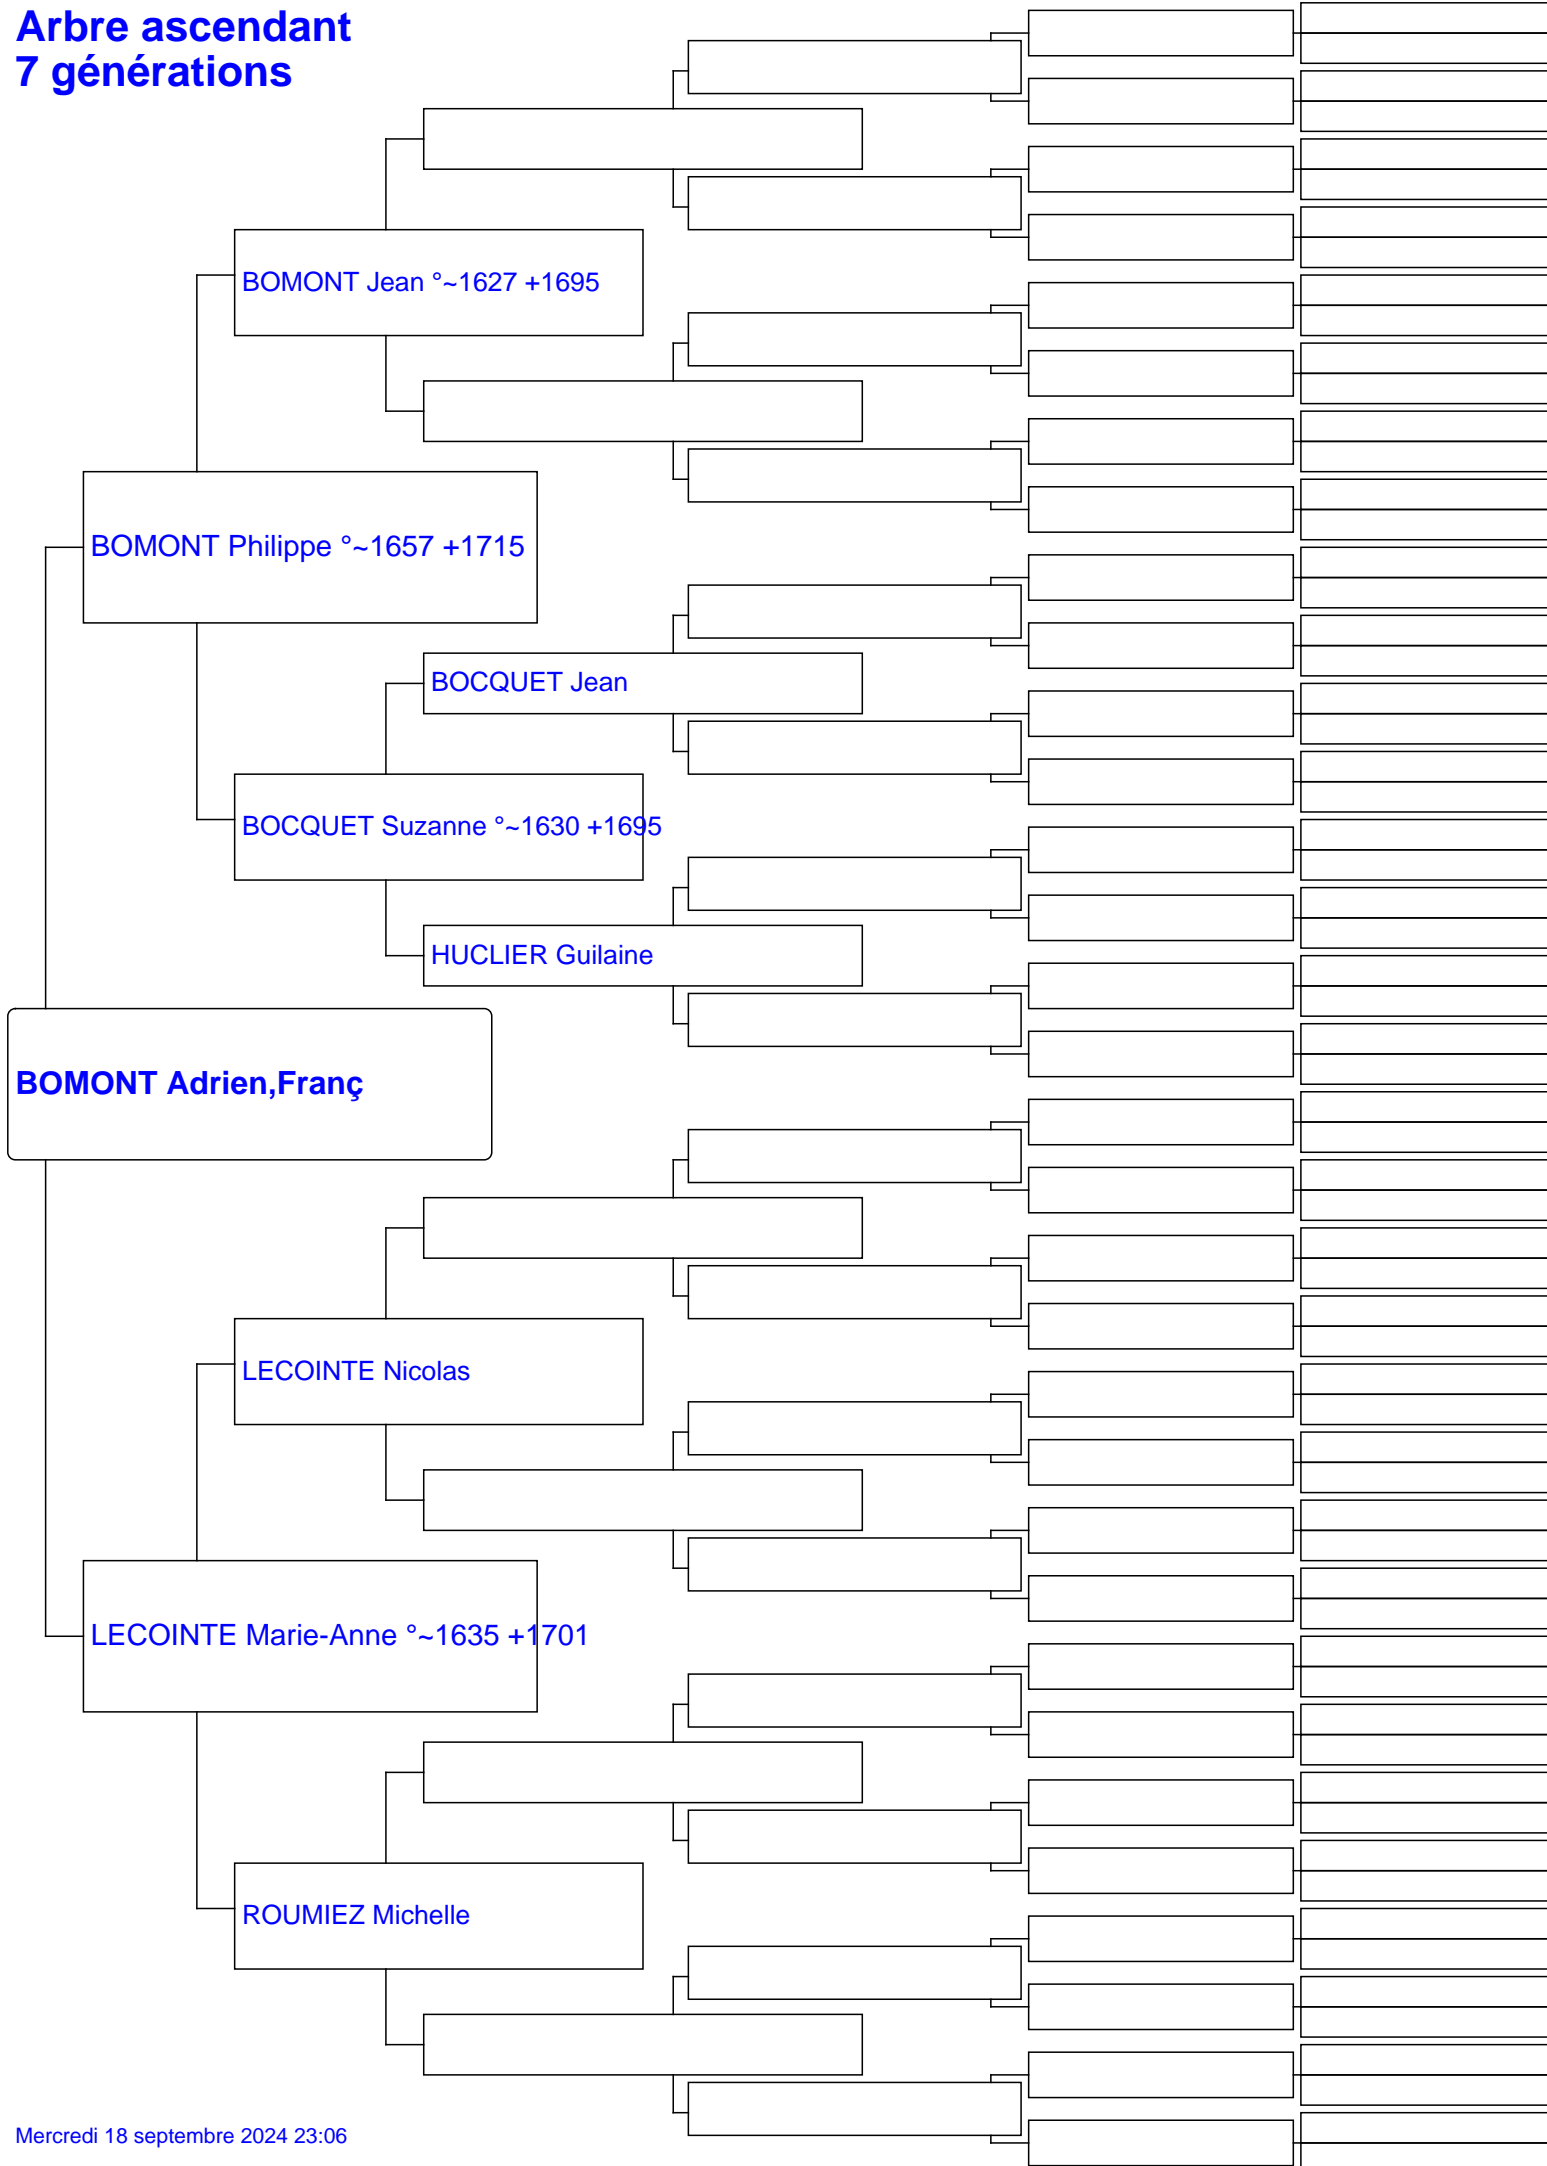 Arbre ascendant
7 générations
BOMONT Jean °~1627 +1695
BOMONT Philippe °~1657 +1715
BOCQUET Jean
BOCQUET Suzanne °~1630 +1695
HUCLIER Guilaine
BOMONT Adrien,Franç
LECOINTE Nicolas
LECOINTE Marie-Anne °~1635 +1701
ROUMIEZ Michelle
Mercredi 18 septembre 2024 23:06